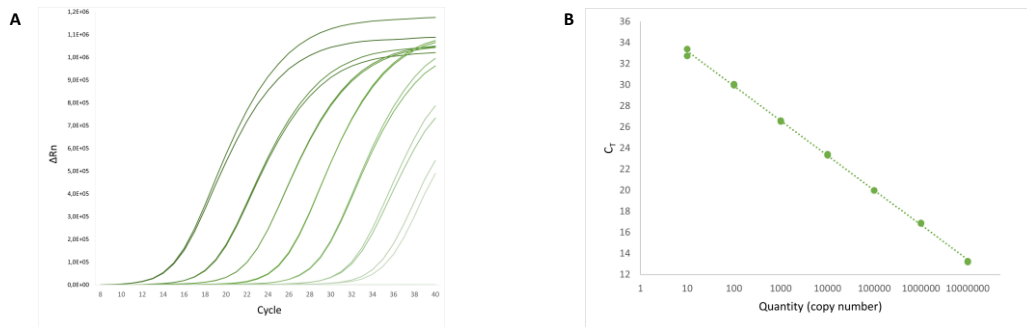 A
1,2E+06
1,1E+06
1,0E+06
9,0E+05
8,0E+05
7,0E+05
6,0E+05
5,0E+05
4,0E+05
3,0E+05
2,0E+05
1,0E+05
0,0E+00
ΔRn
8 10 12 14 16 18 20 22 24 26 28 30 32 34 36 38 40
Cycle
B
36
34
32
30
28
26
24
22
20
18
16
14
12
CT
1 10 100 1000 10000 100000 1000000 10000000
Quantity (copy number)